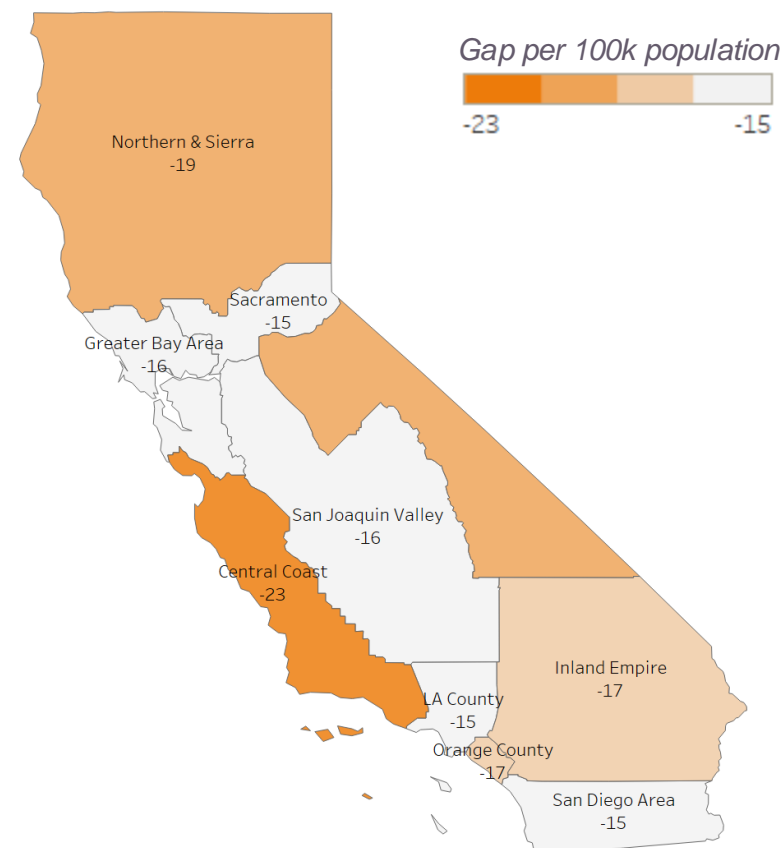 Gap per 100k population
-23
-15
Northern & Sierra
-19
Sacramento
-15
Greater Bay Area
-16
San Joaquin Valley
-16
Central Coast
-23
Inland Empire
-17
LA County
-15
Orange County
-17
San Diego Area
-15